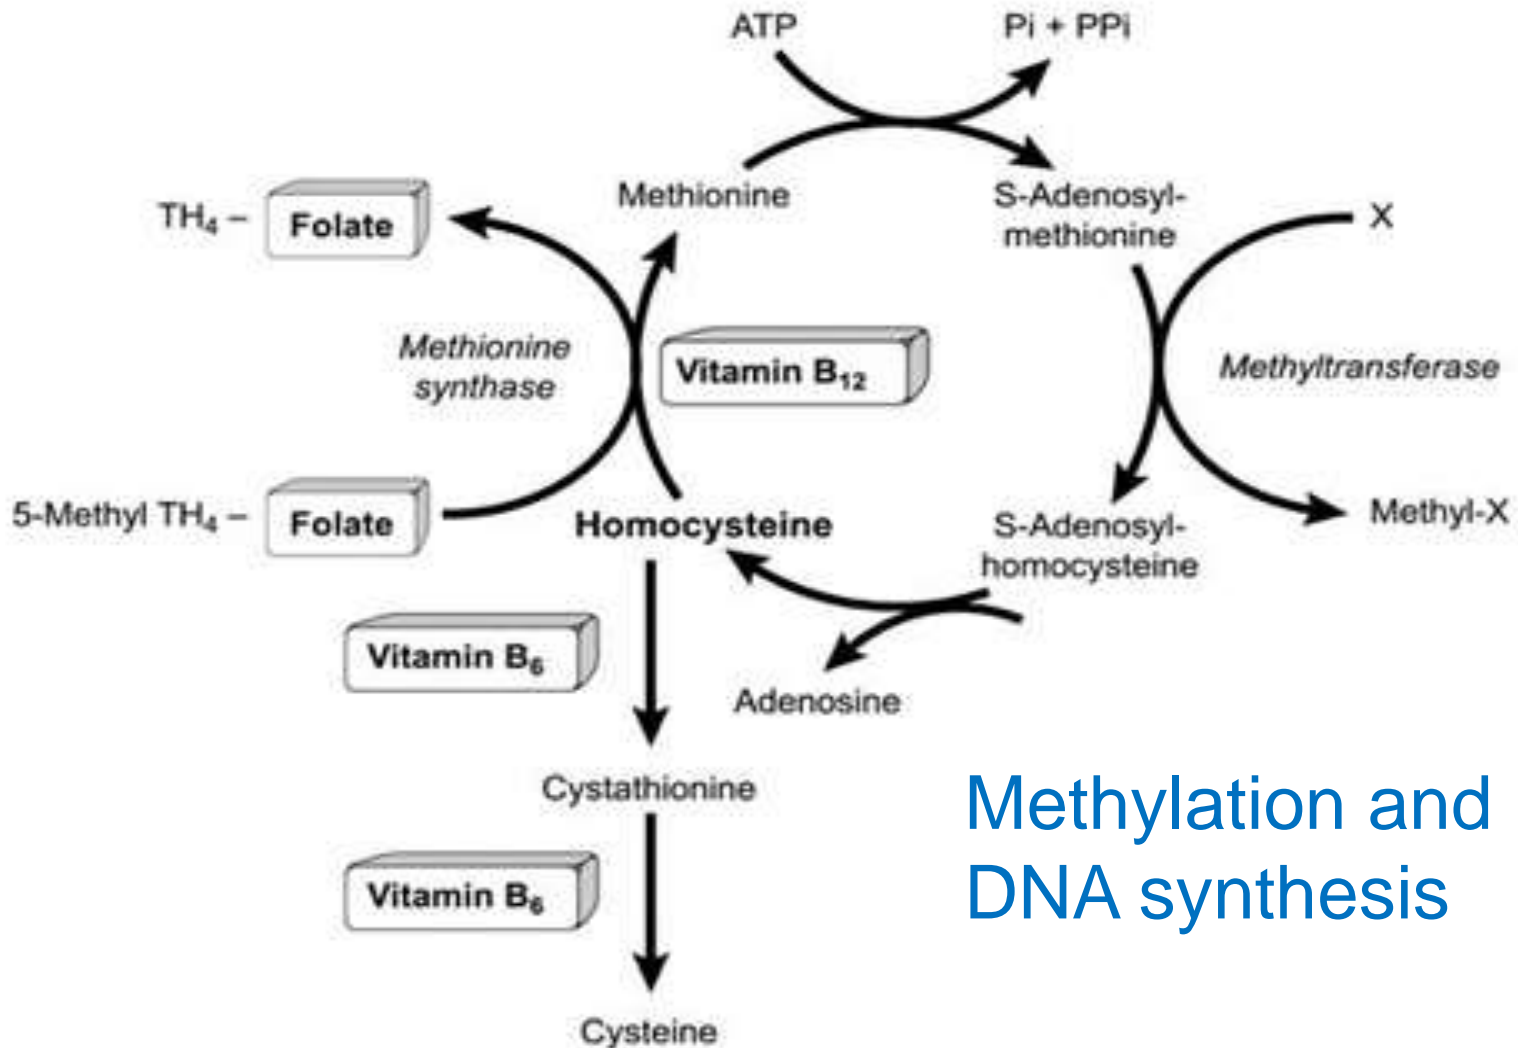 ATP
Pi + PPi
Methionine
S-Adenosyl-
methionine
TH₄ –
Folate
X
Methionine
synthase
Vitamin B₁₂
Methyltransferase
5-Methyl TH₄ –
Folate
Homocysteine
S-Adenosyl-
homocysteine
Methyl-X
Vitamin B₆
Adenosine
Cystathionine
Vitamin B₆
Cysteine
Methylation and
DNA synthesis